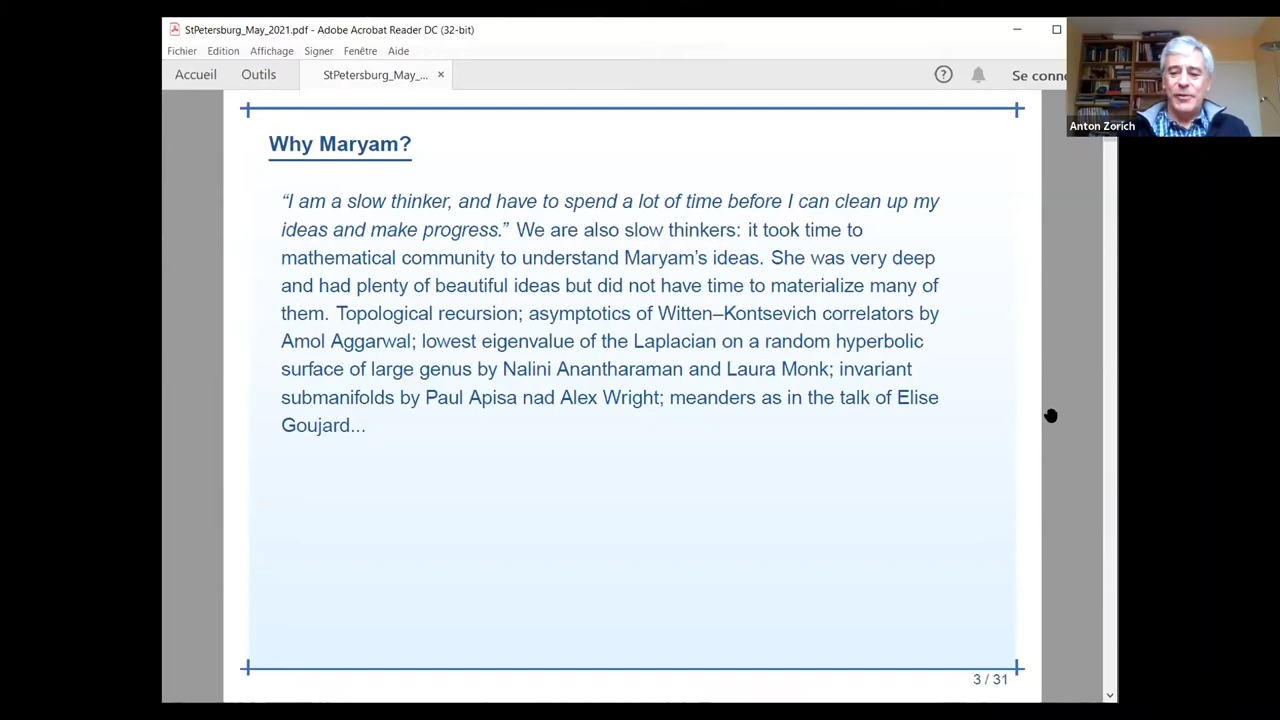 StPetersburg_May_2021.pdf - Adobe Acrobat Reader DC (32-bit)
Fichier Edition Affichage Signer Fenêtre Aide
Accueil Outils StPetersburg_May_... × ? Se conne
Anton Zorich
Why Maryam?
“I am a slow thinker, and have to spend a lot of time before I can clean up my
ideas and make progress.” We are also slow thinkers: it took time to
mathematical community to understand Maryam’s ideas. She was very deep
and had plenty of beautiful ideas but did not have time to materialize many of
them. Topological recursion; asymptotics of Witten–Kontsevich correlators by
Amol Aggarwal; lowest eigenvalue of the Laplacian on a random hyperbolic
surface of large genus by Nalini Anantharaman and Laura Monk; invariant
submanifolds by Paul Apisa nad Alex Wright; meanders as in the talk of Elise
Goujard...
3 / 31